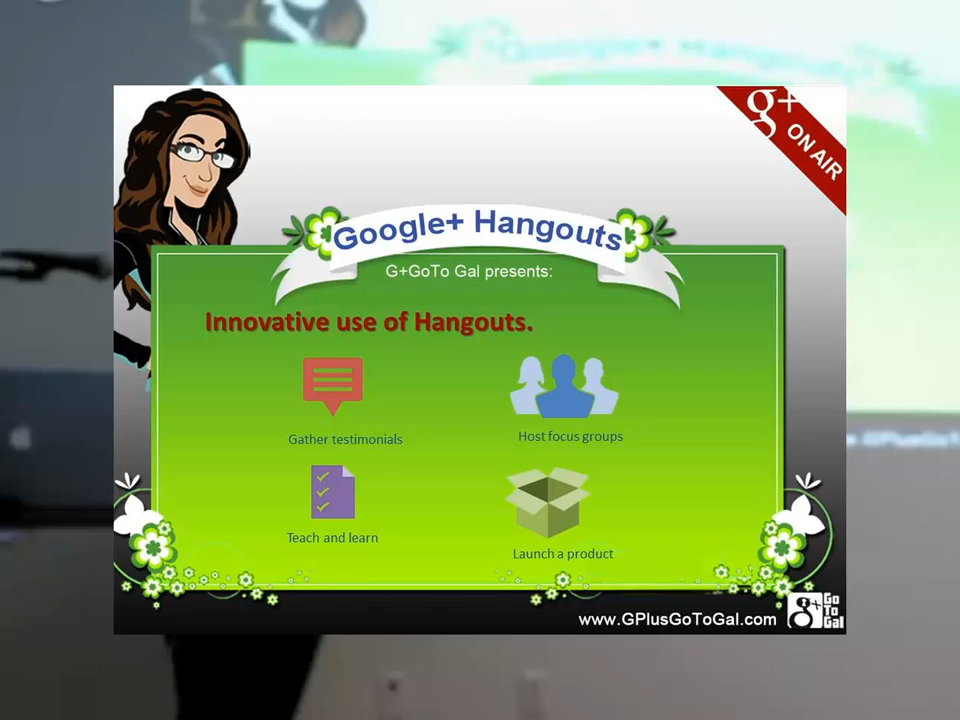 g+
ON AIR
Google+ Hangouts
G+GoTo Gal presents:
Innovative use of Hangouts.
Gather testimonials
Host focus groups
Teach and learn
Launch a product
www.GPlusGoToGal.com
g+ Go
To
Gal